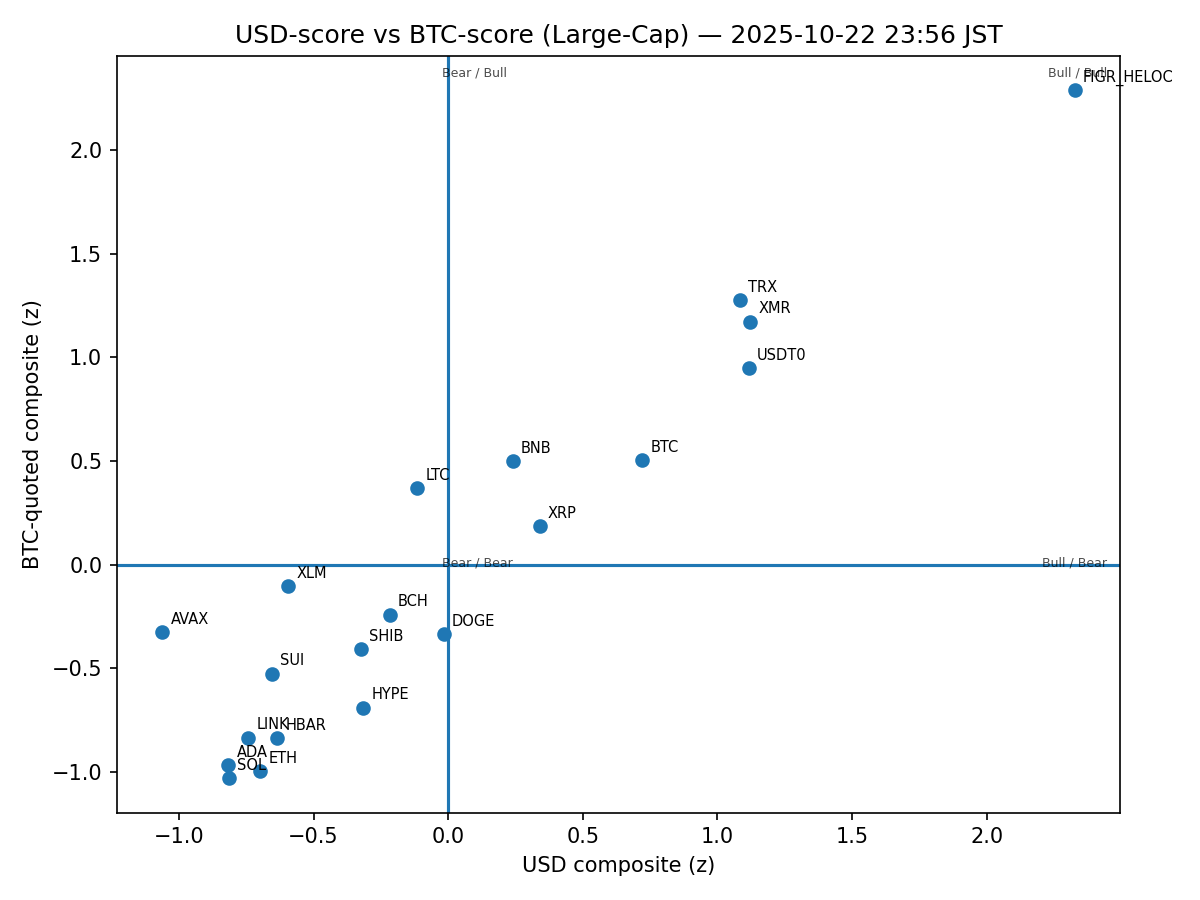 USD-score vs BTC-score (Large-Cap) — 2025-10-22 23:56 JST
Bear / Bull
Bull / Bull
FIGR_HELOC
2.0
1.5
TRX
XMR
1.0
USDT0
BNB
BTC
0.5
LTC
XRP
0.0
Bear / Bear
Bull / Bear
XLM
BCH
AVAX
DOGE
SHIB
−0.5
SUI
HYPE
LINK
HBAR
ADA
ETH
SOL
−1.0
−1.0
−0.5
0.0
0.5
1.0
1.5
2.0
USD composite (z)
BTC-quoted composite (z)